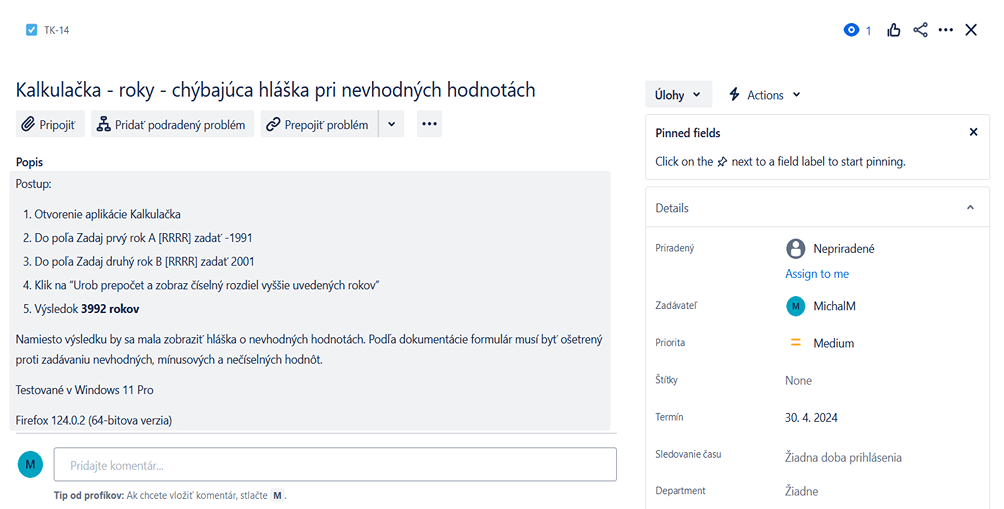 TK-14
1
Kalkulačka - roky - chýbajúca hláška pri nevhodných hodnotách
Pripojiť
Pridať podradený problém
Prepojiť problém
Popis
Postup:
1. Otvorenie aplikácie Kalkulačka
2. Do poľa Zadaj prvý rok A [RRRR] zadať -1991
3. Do poľa Zadaj druhý rok B [RRRR] zadať 2001
4. Klik na “Urob prepočet a zobraz číselný rozdiel vyššie uvedených rokov”
5. Výsledok 3992 rokov
Namiesto výsledku by sa mala zobraziť hláška o nevhodných hodnotách. Podľa dokumentácie formulár musí byť ošetrený
proti zadávaniu nevhodných, mínusových a nečíselných hodnôt.
Testované v Windows 11 Pro
Firefox 124.0.2 (64-bitova verzia)
M
Pridajte komentár...
Tip od profíkov: Ak chcete vložiť komentár, stlačte M .
Úlohy
Actions
Pinned fields
Click on the next to a field label to start pinning.
Details
Priradený
Nepriradené
Assign to me
Zadávateľ
M
MichalM
Priorita
Medium
Štítky
None
Termín
30. 4. 2024
Sledovanie času
Žiadna doba prihlásenia
Department
Žiadne